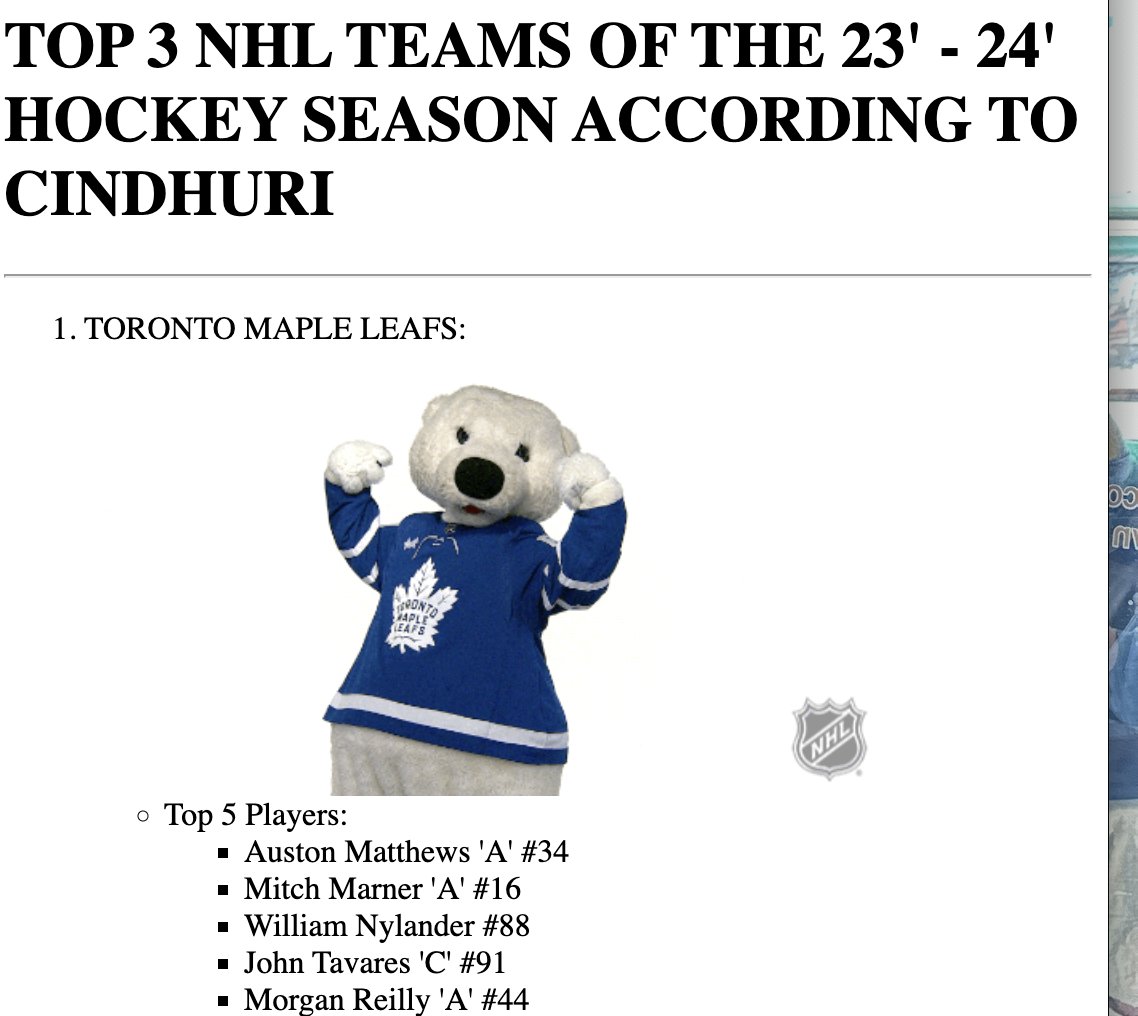 TOP 3 NHL TEAMS OF THE 23' - 24'
HOCKEY SEASON ACCORDING TO
CINDHURI
1. TORONTO MAPLE LEAFS:
TORONTO
MAPLE
LEAFS
NHL
Top 5 Players:
Auston Matthews 'A' #34
Mitch Marner 'A' #16
William Nylander #88
John Tavares 'C' #91
Morgan Reilly 'A' #44